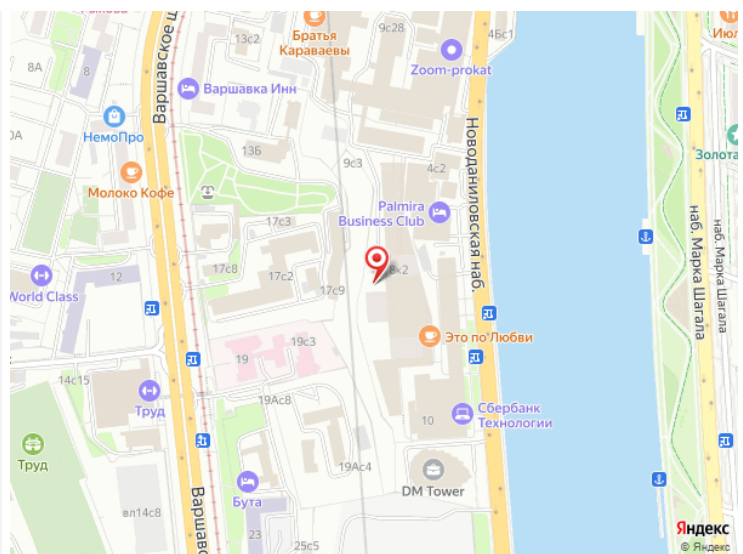 Варшавское ш
13с2
Братья
Караваевы
9с28
4Бс1
Zoom-prokat
Июл
8А
8
Варшавка Инн
НемоПро
13Б
9с3
4с2
Золота
Молоко Кофе
17с3
Palmira
Business Club
Новоданиловская наб.
наб. Марка Шагала
наб. Марка Шагала
12
World Class
17с8
17с2
17с9
Это по Любви
19
19с3
14с15
Труд
19Ас8
10
Сбербанк
Технологии
Труд
19Ас4
DM Tower
Бута
вл14с8
Варшавс
23
25с5
Яндекс
© Яндекс